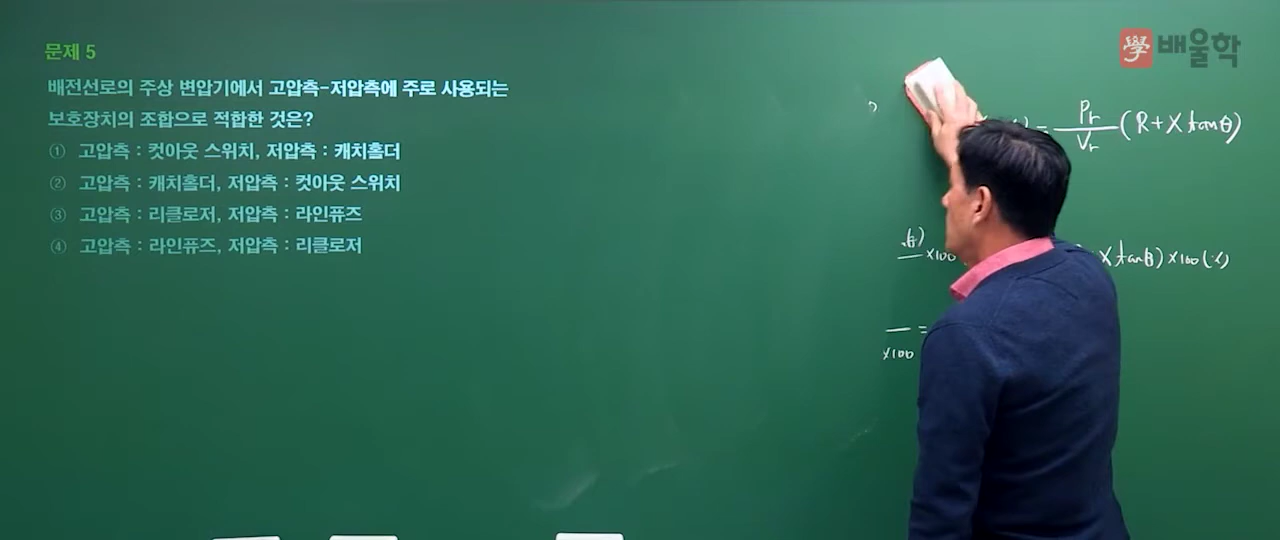 문제 5
배전선로의 주상 변압기에서 고압측-저압측에 주로 사용되는
보호장치의 조합으로 적합한 것은?
① 고압측 : 컷아웃 스위치, 저압측 : 캐치홀더
② 고압측 : 캐치홀더, 저압측 : 컷아웃 스위치
③ 고압측 : 리클로저, 저압측 : 라인퓨즈
④ 고압측 : 라인퓨즈, 저압측 : 리클로저
學 배울학
= Pr/Vr (R+X tanθ)
×100 X tanθ) ×100 (%)
=
×100